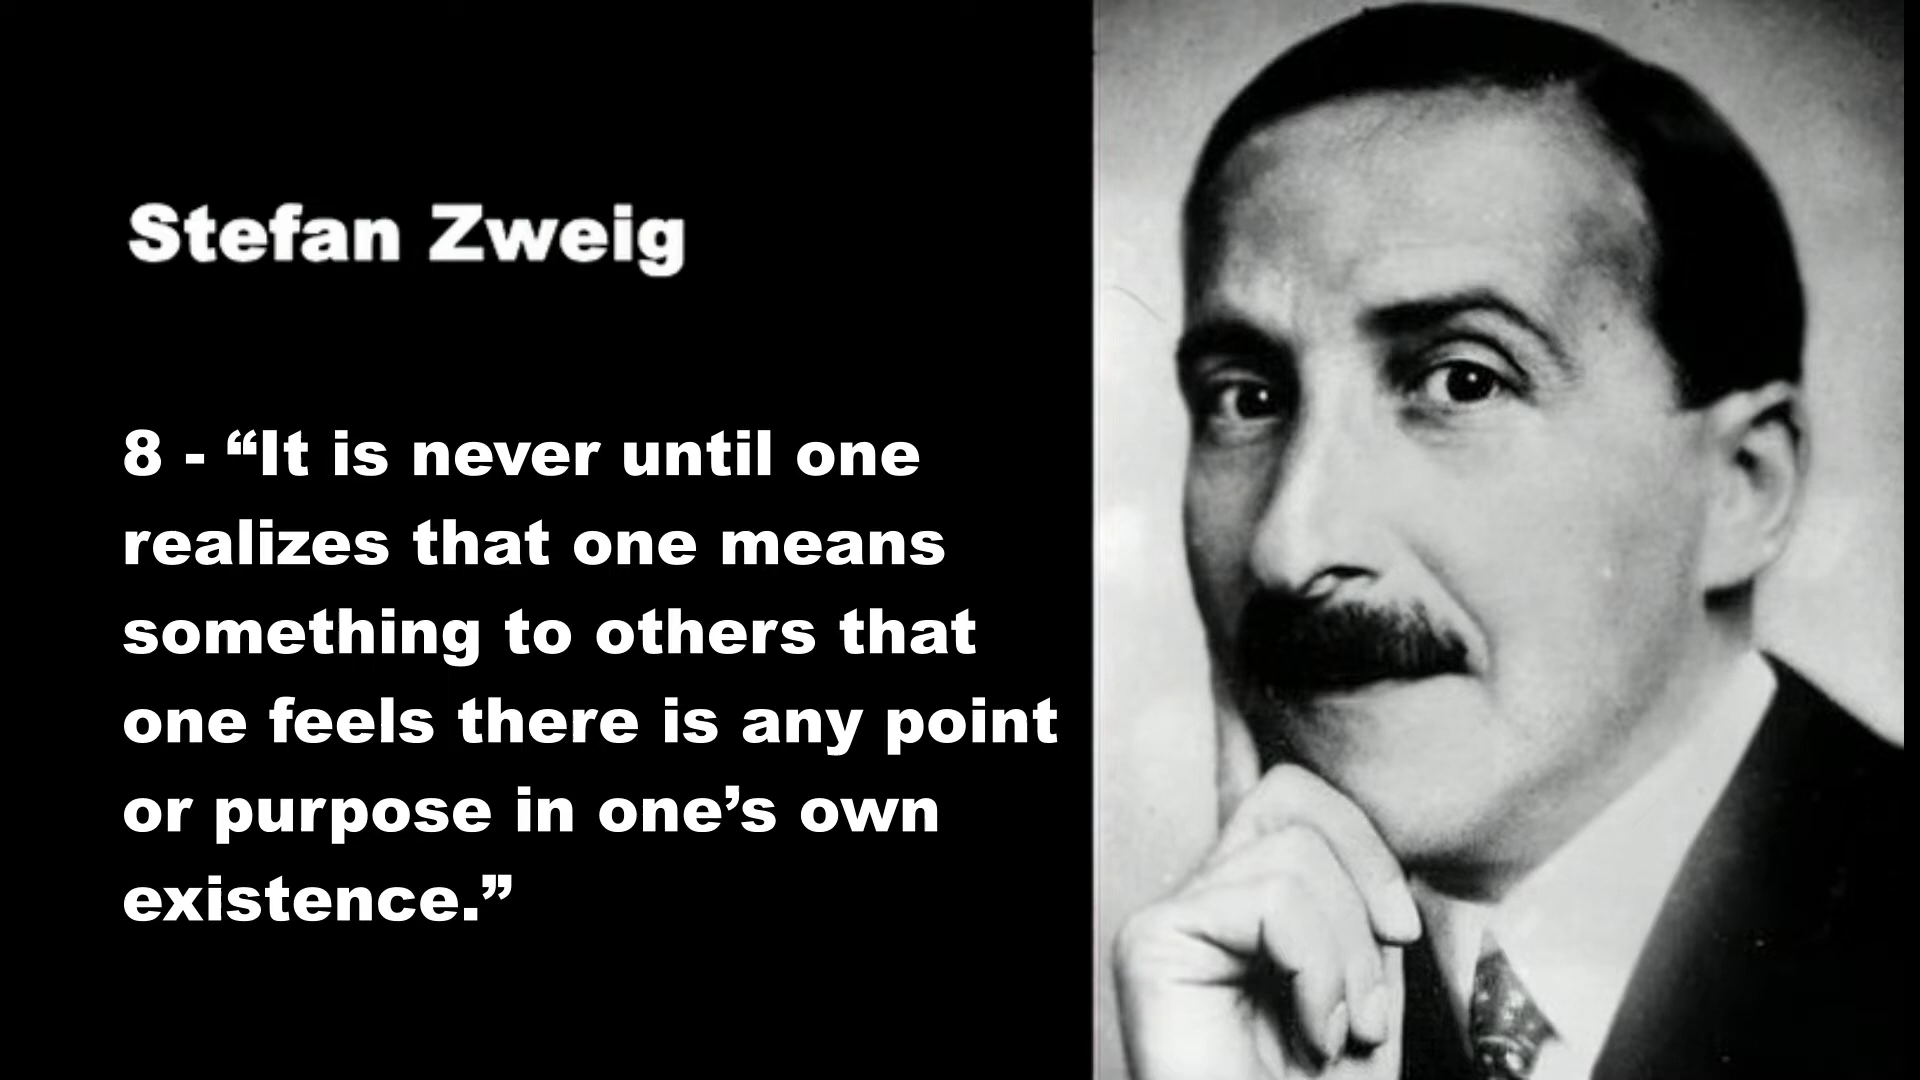 Stefan Zweig
8 - “It is never until one
realizes that one means
something to others that
one feels there is any point
or purpose in one’s own
existence.”